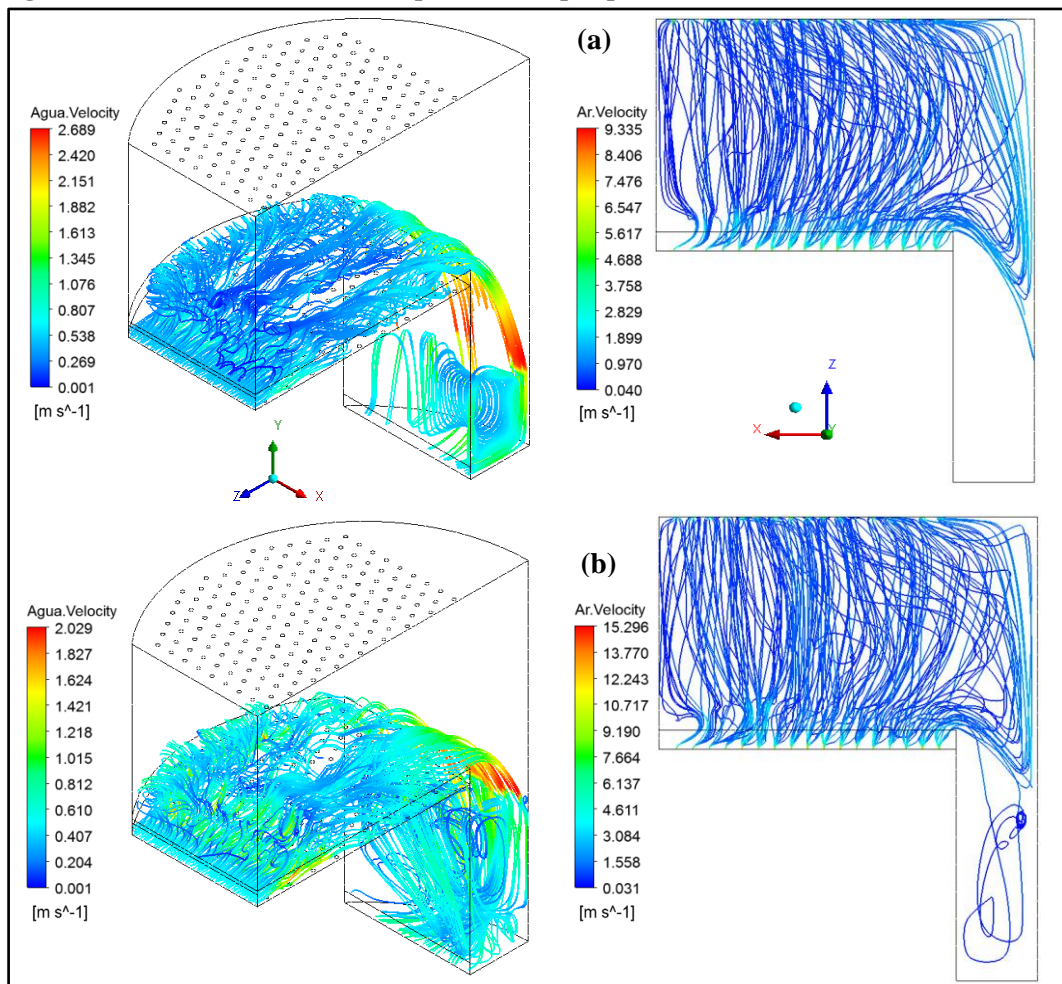 (a)
Agua.Velocity
2.689
2.420
2.151
1.882
1.613
1.345
1.076
0.807
0.538
0.269
0.001
[m s^-1]
Y
Z
X
Ar.Velocity
9.335
8.406
7.476
6.547
5.617
4.688
3.758
2.829
1.899
0.970
0.040
[m s^-1]
Z
X
Y
(b)
Agua.Velocity
2.029
1.827
1.624
1.421
1.218
1.015
0.812
0.610
0.407
0.204
0.001
[m s^-1]
Ar.Velocity
15.296
13.770
12.243
10.717
9.190
7.664
6.137
4.611
3.084
1.558
0.031
[m s^-1]